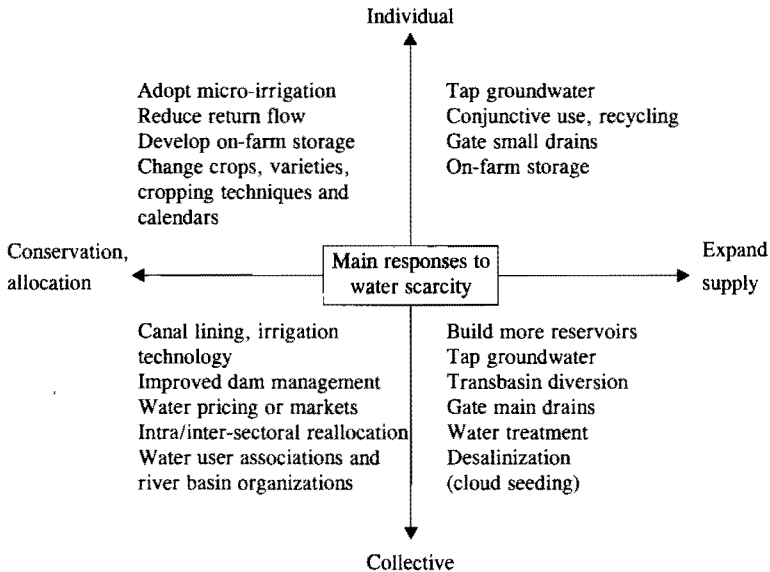 Individual
Adopt micro-irrigation
Reduce return flow
Develop on-farm storage
Change crops, varieties,
cropping techniques and
calendars
Tap groundwater
Conjunctive use, recycling
Gate small drains
On-farm storage
Conservation,
allocation
Main responses to
water scarcity
Expand
supply
Canal lining, irrigation
technology
Improved dam management
Water pricing or markets
Intra/inter-sectoral reallocation
Water user associations and
river basin organizations
Build more reservoirs
Tap groundwater
Transbasin diversion
Gate main drains
Water treatment
Desalinization
(cloud seeding)
Collective